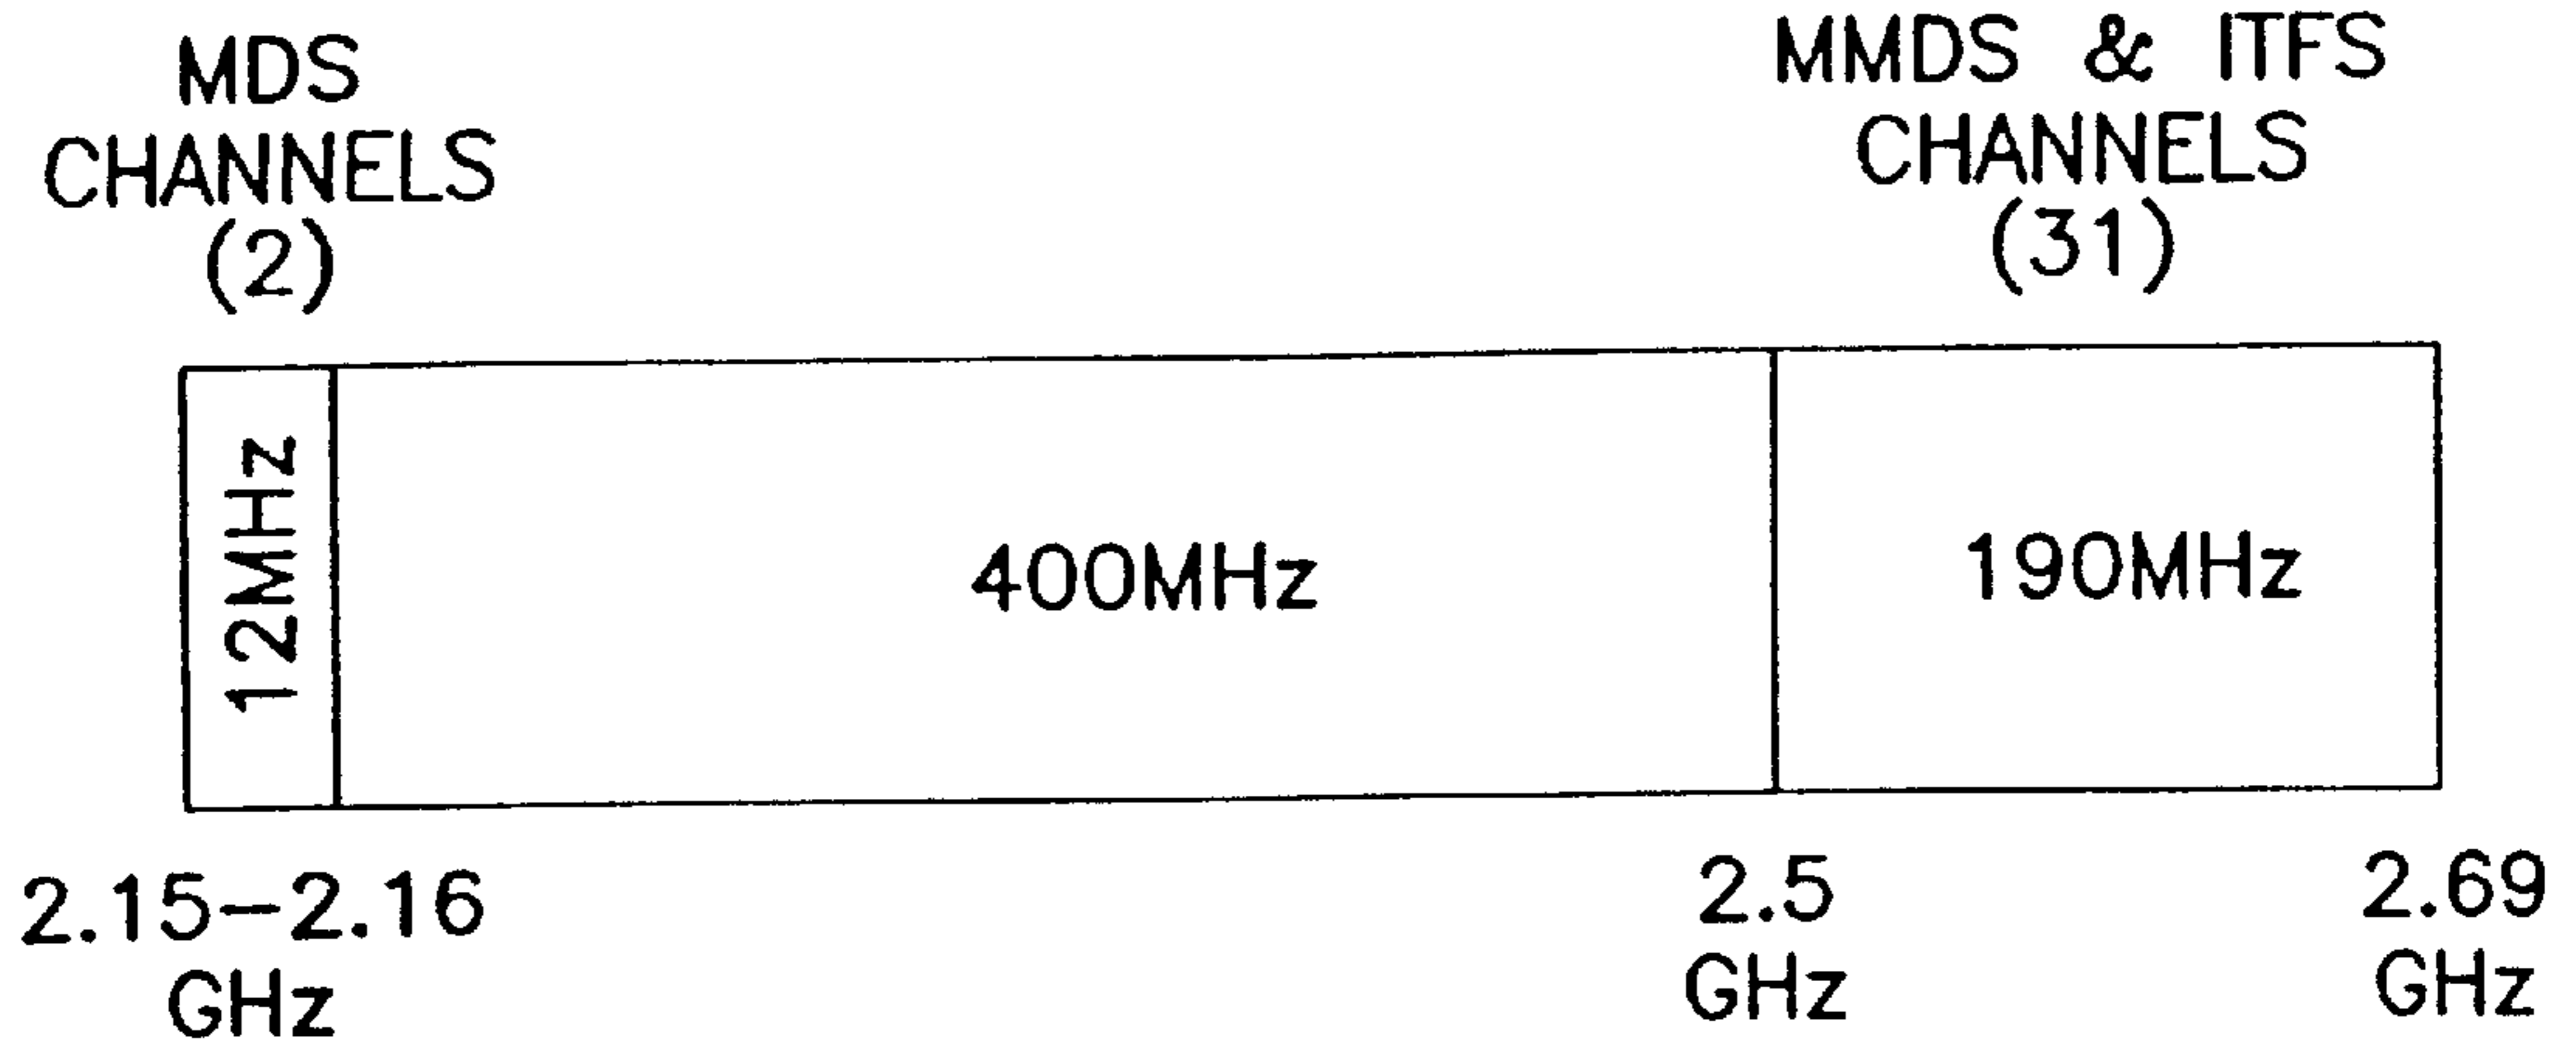 MDS
CHANNELS
(2)
MMDS & ITFS
CHANNELS
(31)
12MHz
400MHz
190MHz
2.15-2.16
GHz
2.5
GHz
2.69
GHz